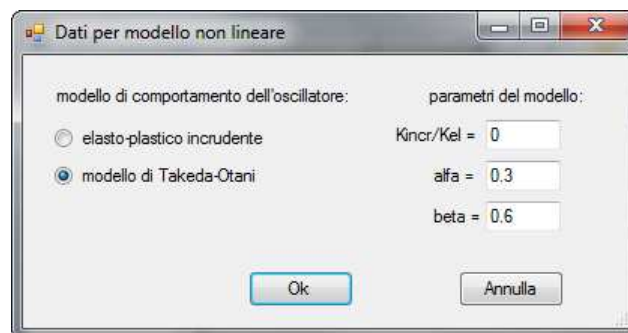 Dati per modello non lineare
modello di comportamento dell'oscillatore:
elasto-plastico incrudente
modello di Takeda-Otani
parametri del modello:
Kincr/Kel = 0
alfa = 0.3
beta = 0.6
Ok
Annulla